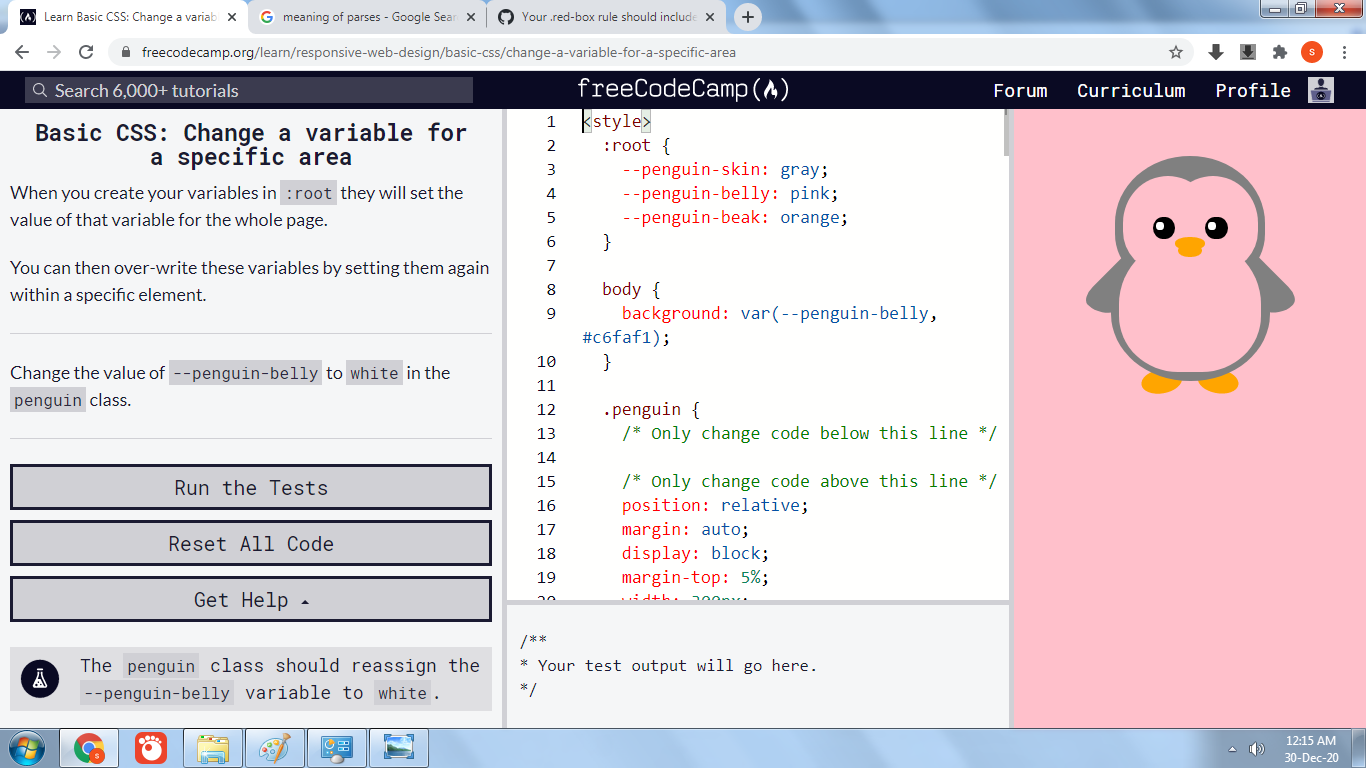 Learn Basic CSS: Change a variab
meaning of parses - Google Sear
Your .red-box rule should include
freecodecamp.org/learn/responsive-web-design/basic-css/change-a-variable-for-a-specific-area
s
Search 6,000+ tutorials
freeCodeCamp
Forum Curriculum Profile
Basic CSS: Change a variable for
a specific area
When you create your variables in :root they will set the
value of that variable for the whole page.
You can then over-write these variables by setting them again
within a specific element.
Change the value of --penguin-belly to white in the
penguin class.
Run the Tests
Reset All Code
Get Help
The penguin class should reassign the
--penguin-belly variable to white.
1 <style>
2 :root {
3 --penguin-skin: gray;
4 --penguin-belly: pink;
5 --penguin-beak: orange;
6 }
7
8 body {
9 background: var(--penguin-belly,
#c6faf1);
10 }
11
12 .penguin {
13 /* Only change code below this line */
14
15 /* Only change code above this line */
16 position: relative;
17 margin: auto;
18 display: block;
19 margin-top: 5%;
20 width: 300px;
/**
* Your test output will go here.
*/
12:15 AM
30-Dec-20